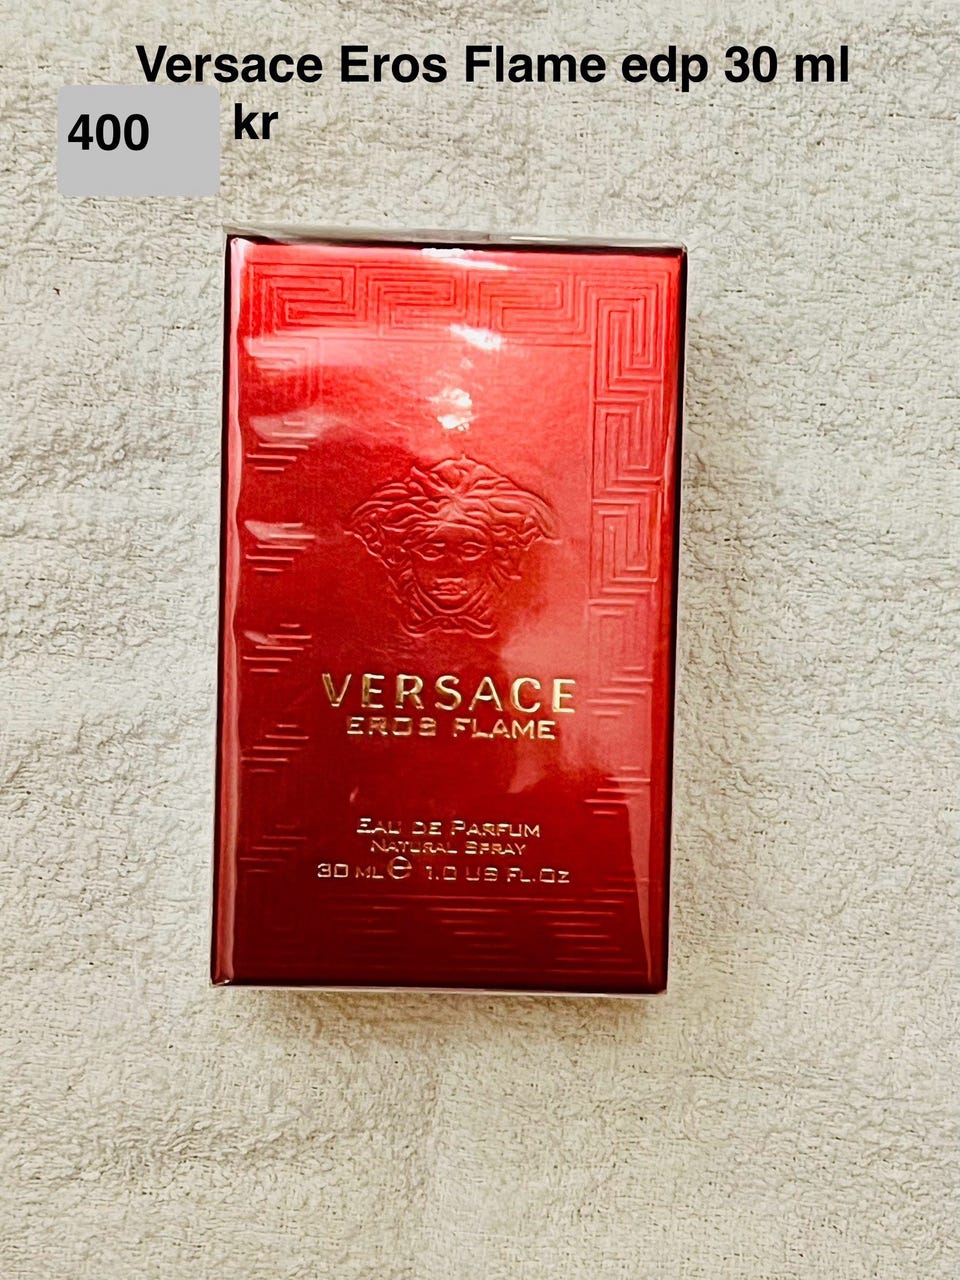 Versace Eros Flame edp 30 ml
400 kr
VERSACE
EROS FLAME
EAU DE PARFUM
NATURAL SPRAY
30 ML e 1.0 US FL.OZ